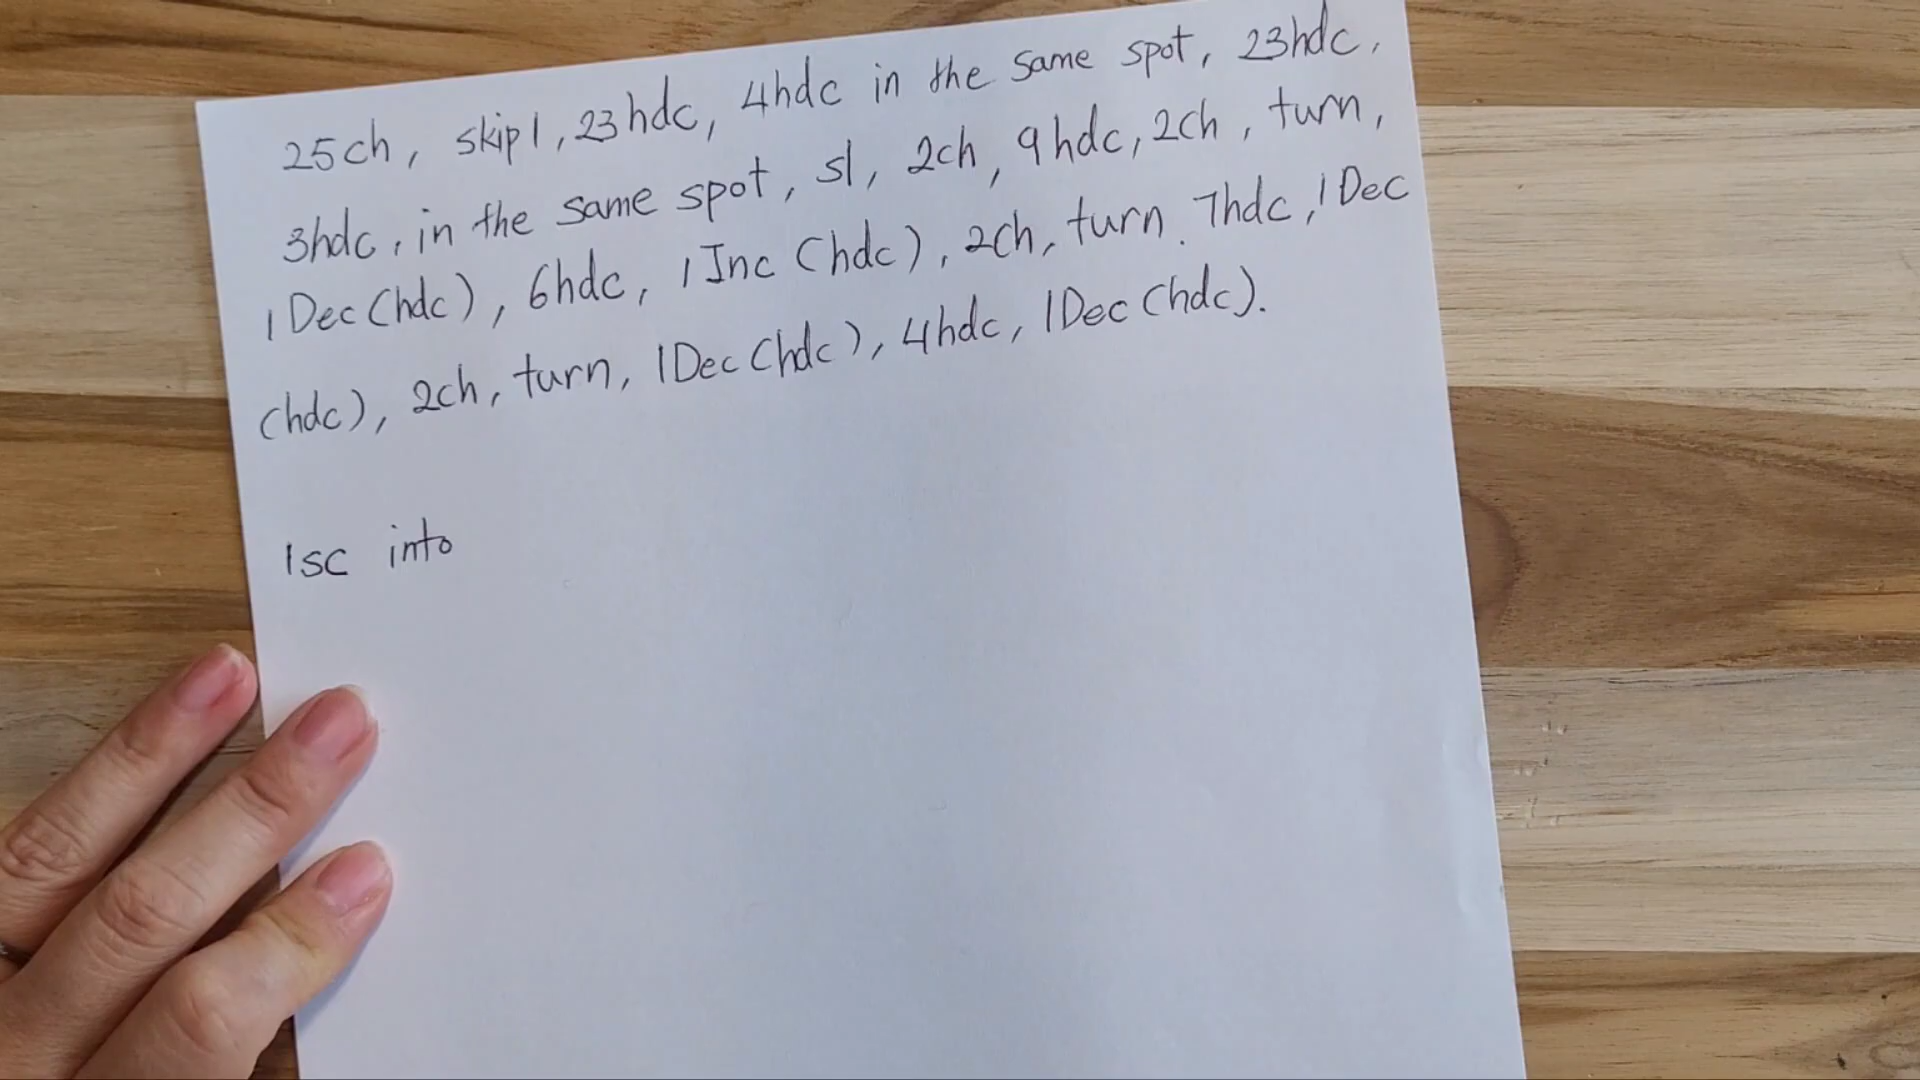 25ch, skip1, 23hdc, 4hdc in the same spot, 23hdc,
3hdc, in the same spot, sl, 2ch, 9hdc, 2ch, turn,
1Dec(hdc), 6hdc, 1Inc(hdc), 2ch, turn. 7hdc, 1Dec
(hdc), 2ch, turn, 1Dec(hdc), 4hdc, 1Dec(hdc).
1sc into